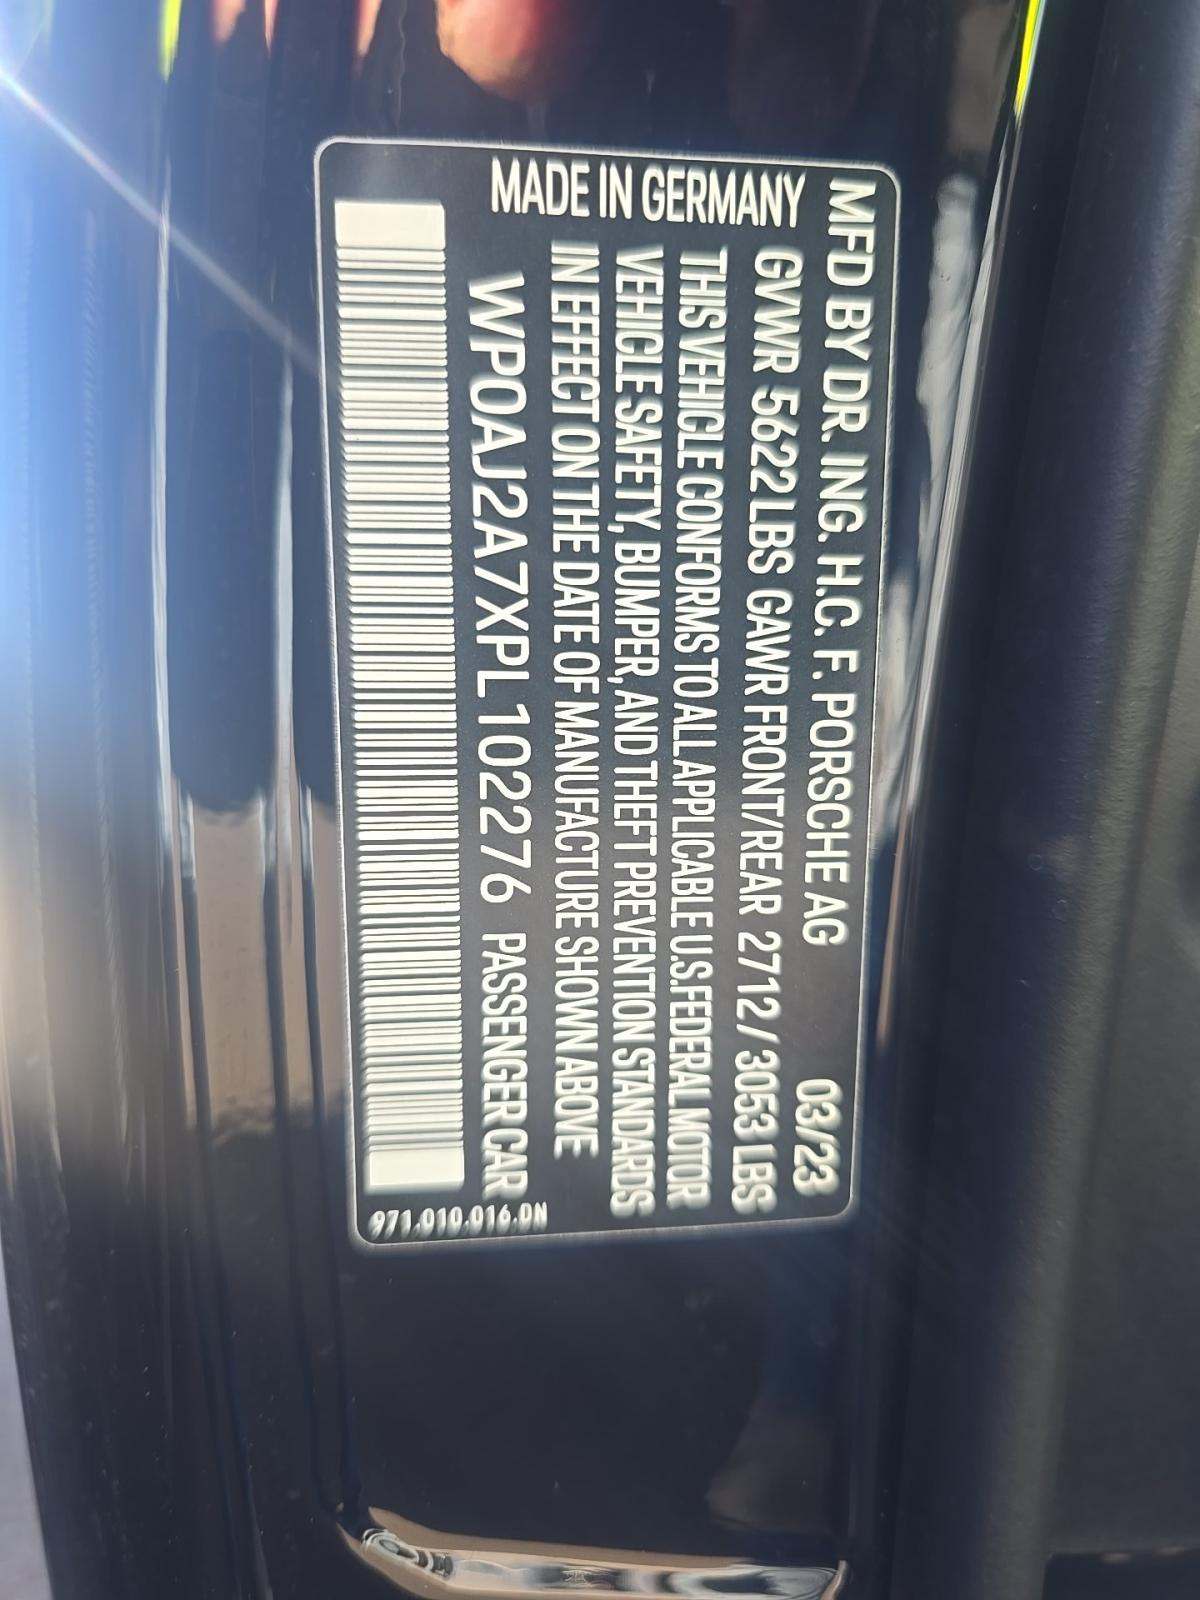 MFD BY DR. ING. H.C. F. PORSCHE AG 03/23
GVWR 5622 LBS GAWR FRONT/REAR 2712 / 3053 LBS
THIS VEHICLE CONFORMS TO ALL APPLICABLE U.S. FEDERAL MOTOR
VEHICLE SAFETY, BUMPER, AND THEFT PREVENTION STANDARDS
IN EFFECT ON THE DATE OF MANUFACTURE SHOWN ABOVE
MADE IN GERMANY WP0AJ2A7XPL102276 PASSENGER CAR
971.010.016.DN